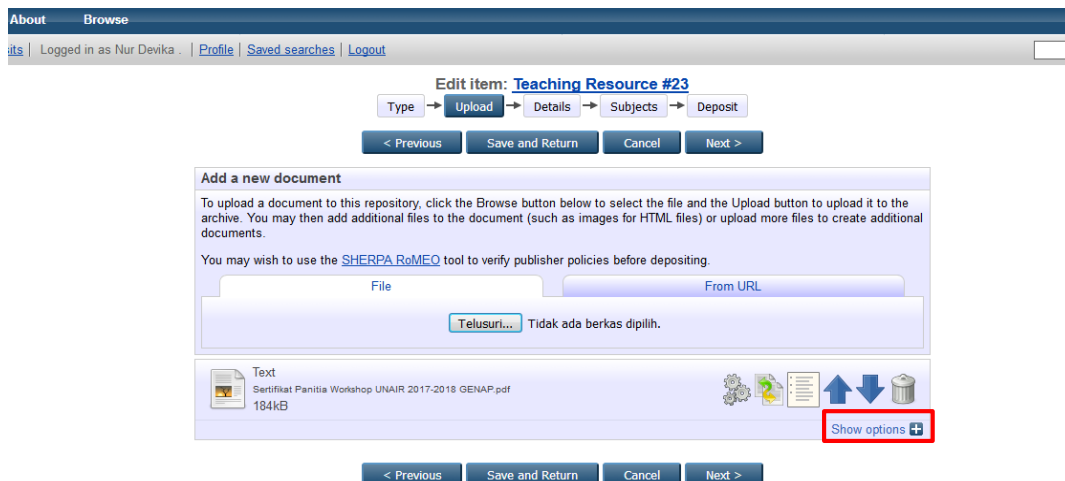 About Browse
its | Logged in as Nur Devika . | Profile | Saved searches | Logout
Edit item: Teaching Resource #23
Type Upload Details Subjects Deposit
< Previous Save and Return Cancel Next >
Add a new document
To upload a document to this repository, click the Browse button below to select the file and the Upload button to upload it to the
archive. You may then add additional files to the document (such as images for HTML files) or upload more files to create additional
documents.
You may wish to use the SHERPA RoMEO tool to verify publisher policies before depositing.
File From URL
Telusuri... Tidak ada berkas dipilih.
Text
Sertifikat Panitia Workshop UNAIR 2017-2018 GENAP.pdf
184kB
Show options
< Previous Save and Return Cancel Next >